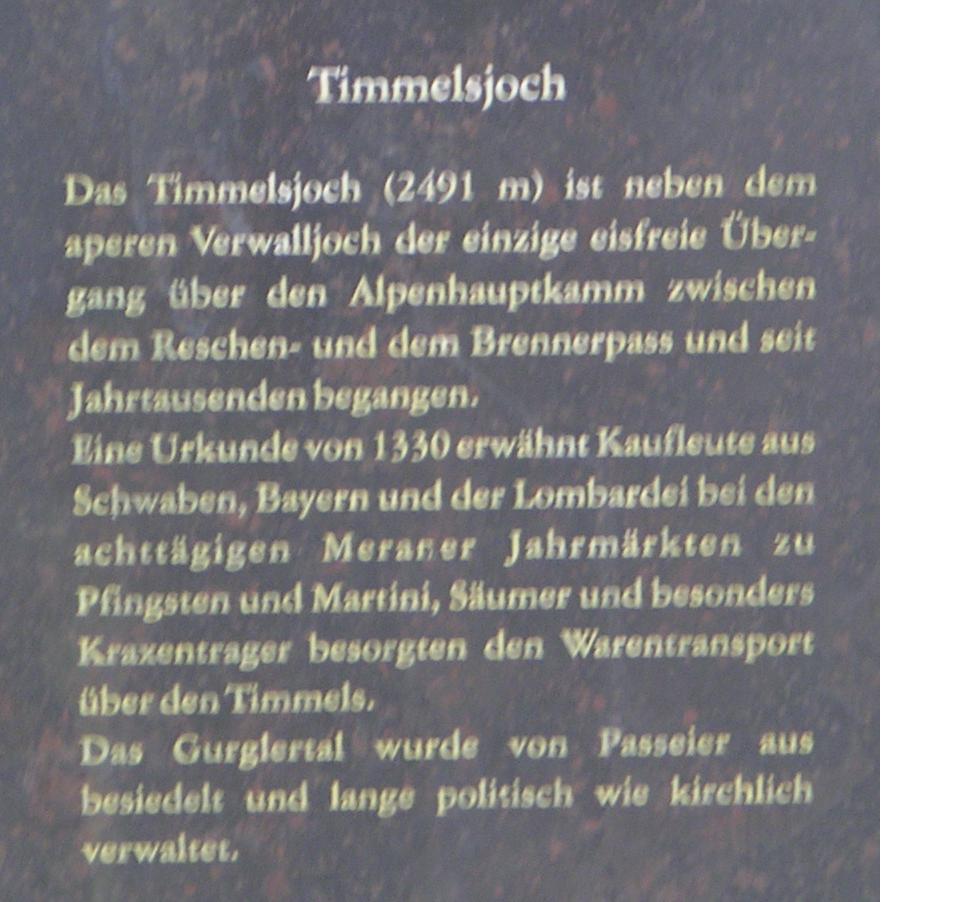 Timmelsjoch
Das Timmelsjoch (2491 m) ist neben dem
aperen Verwalljoch der einzige eisfreie Über-
gang über den Alpenhauptkamm zwischen
dem Reschen- und dem Brennerpass und seit
Jahrtausenden begangen.
Eine Urkunde von 1330 erwähnt Kaufleute aus
Schwaben, Bayern und der Lombardei bei den
achttägigen Meraner Jahrmärkten zu
Pfingsten und Martini, Säumer und besonders
Kraxentrager besorgten den Warentransport
über den Timmels.
Das Gurglertal wurde von Passeier aus
besiedelt und lange politisch wie kirchlich
verwaltet.